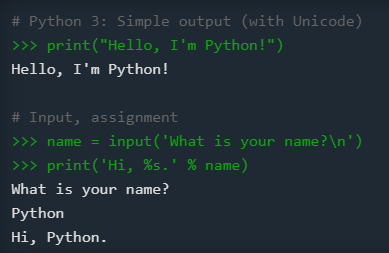 # Python 3: Simple output (with Unicode)
>>> print("Hello, I'm Python!")
Hello, I'm Python!
# Input, assignment
>>> name = input('What is your name?\n')
>>> print('Hi, %s.' % name)
What is your name?
Python
Hi, Python.